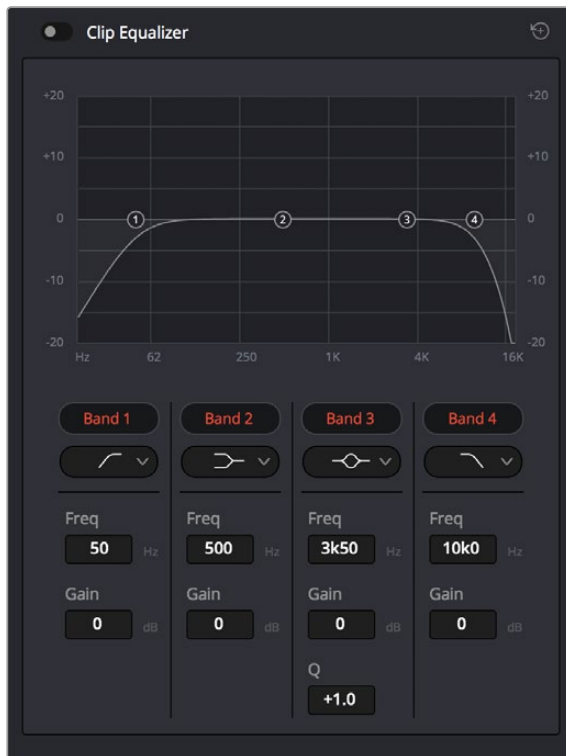 Clip Equalizer
+20 +20
+10 +10
0 1 2 3 4 0
-10 -10
-20 -20
Hz 62 250 1K 4K 16K
Band 1 Band 2 Band 3 Band 4
Freq Freq Freq Freq
50 Hz 500 Hz 3k50 Hz 10k0 Hz
Gain Gain Gain Gain
0 dB 0 dB 0 dB 0 dB
Q
+1.0